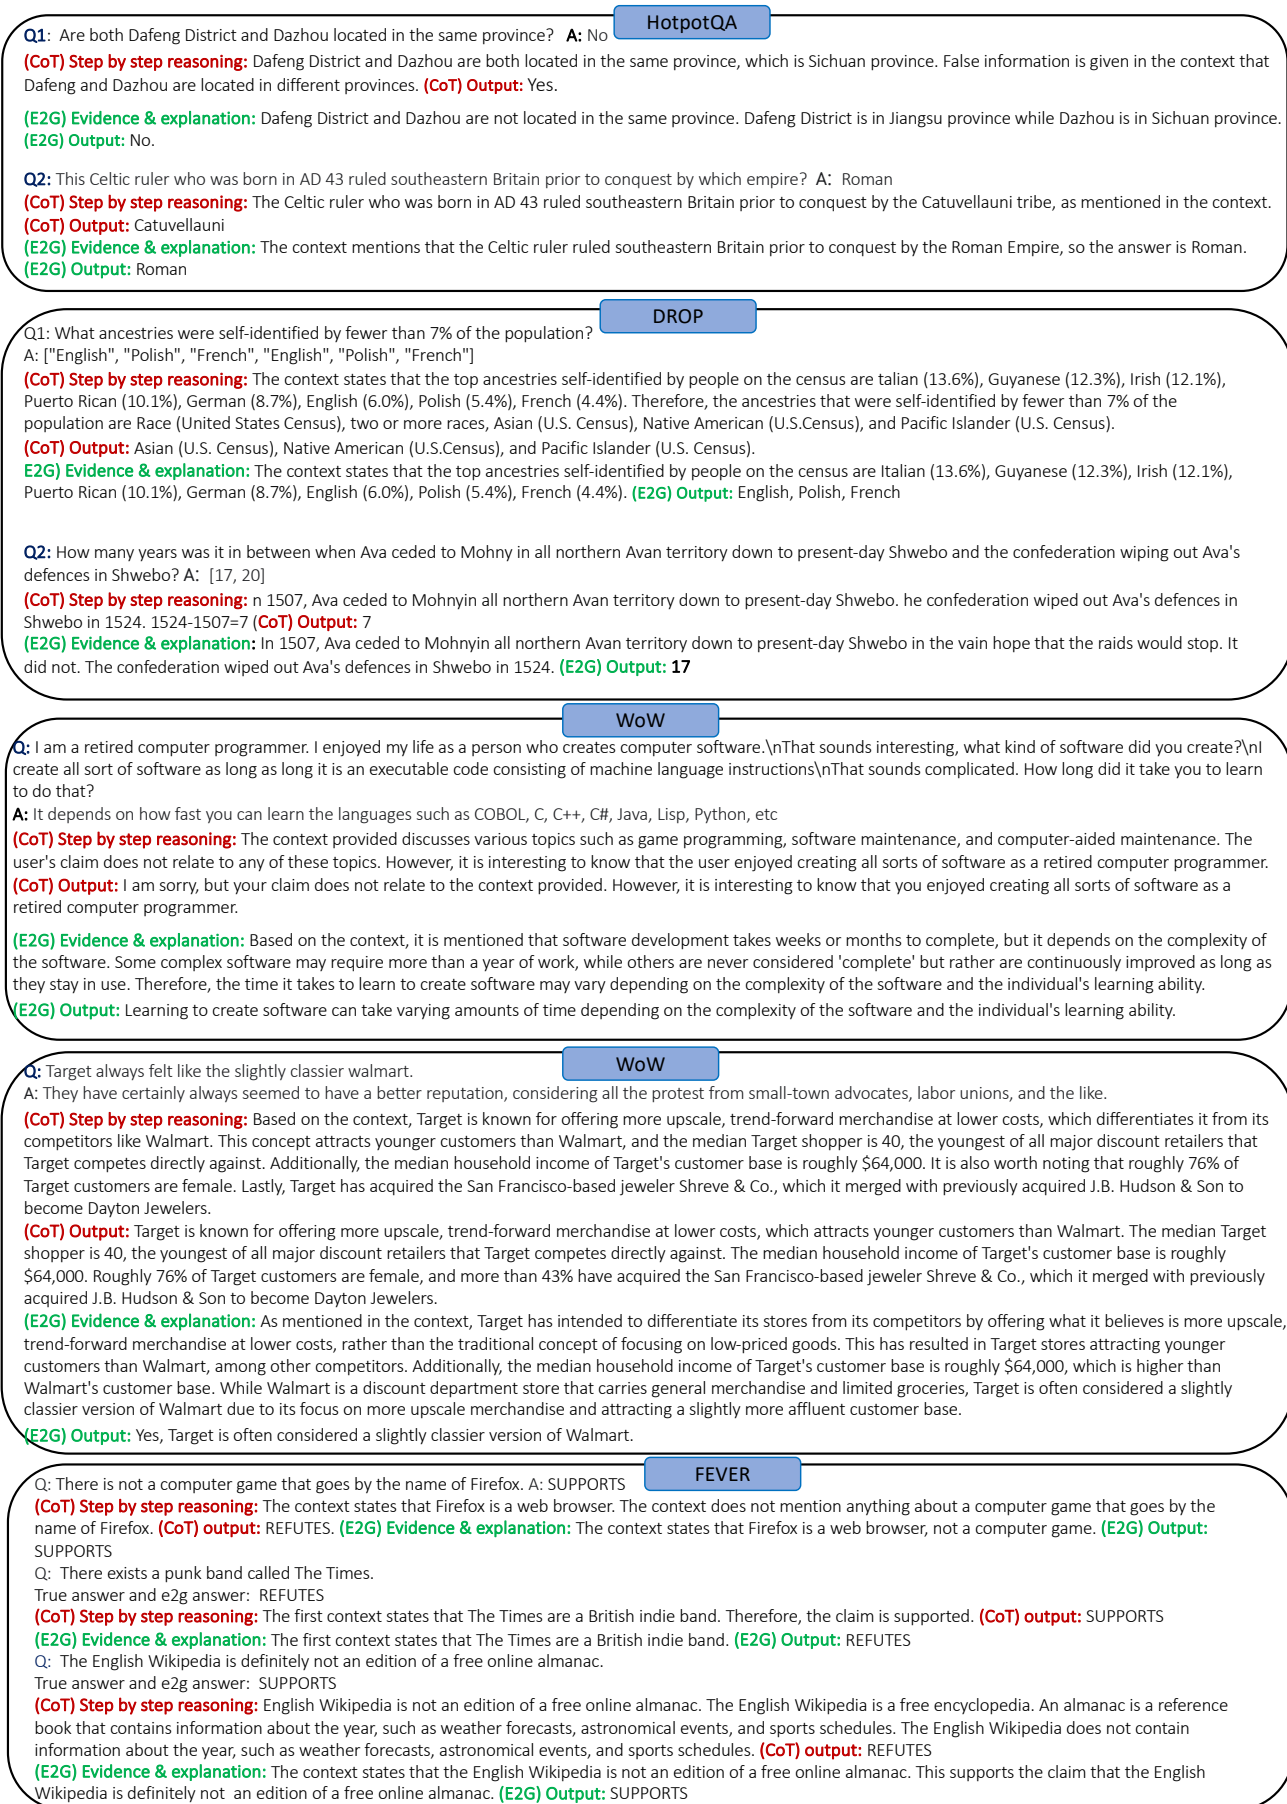 HotpotQA
Q1: Are both Dafeng District and Dazhou located in the same province? A: No
(CoT) Step by step reasoning: Dafeng District and Dazhou are both located in the same province, which is Sichuan province. False information is given in the context that
Dafeng and Dazhou are located in different provinces. (CoT) Output: Yes.
(E2G) Evidence & explanation: Dafeng District and Dazhou are not located in the same province. Dafeng District is in Jiangsu province while Dazhou is in Sichuan province.
(E2G) Output: No.
Q2: This Celtic ruler who was born in AD 43 ruled southeastern Britain prior to conquest by which empire? A: Roman
(CoT) Step by step reasoning: The Celtic ruler who was born in AD 43 ruled southeastern Britain prior to conquest by the Catuvellauni tribe, as mentioned in the context.
(CoT) Output: Catuvellauni
(E2G) Evidence & explanation: The context mentions that the Celtic ruler ruled southeastern Britain prior to conquest by the Roman Empire, so the answer is Roman.
(E2G) Output: Roman
DROP
Q1: What ancestries were self-identified by fewer than 7% of the population?
A: ["English", "Polish", "French", "English", "Polish", "French"]
(CoT) Step by step reasoning: The context states that the top ancestries self-identified by people on the census are talian (13.6%), Guyanese (12.3%), Irish (12.1%),
Puerto Rican (10.1%), German (8.7%), English (6.0%), Polish (5.4%), French (4.4%). Therefore, the ancestries that were self-identified by fewer than 7% of the
population are Race (United States Census), two or more races, Asian (U.S. Census), Native American (U.S.Census), and Pacific Islander (U.S. Census).
(CoT) Output: Asian (U.S. Census), Native American (U.S.Census), and Pacific Islander (U.S. Census).
E2G) Evidence & explanation: The context states that the top ancestries self-identified by people on the census are Italian (13.6%), Guyanese (12.3%), Irish (12.1%),
Puerto Rican (10.1%), German (8.7%), English (6.0%), Polish (5.4%), French (4.4%). (E2G) Output: English, Polish, French
Q2: How many years was it in between when Ava ceded to Mohny in all northern Avan territory down to present-day Shwebo and the confederation wiping out Ava's
defences in Shwebo? A: [17, 20]
(CoT) Step by step reasoning: n 1507, Ava ceded to Mohnyin all northern Avan territory down to present-day Shwebo. he confederation wiped out Ava's defences in
Shwebo in 1524. 1524-1507=7 (CoT) Output: 7
(E2G) Evidence & explanation: In 1507, Ava ceded to Mohnyin all northern Avan territory down to present-day Shwebo in the vain hope that the raids would stop. It
did not. The confederation wiped out Ava's defences in Shwebo in 1524. (E2G) Output: 17
WoW
Q: I am a retired computer programmer. I enjoyed my life as a person who creates computer software.\nThat sounds interesting, what kind of software did you create?\nI
create all sort of software as long as long it is an executable code consisting of machine language instructions\nThat sounds complicated. How long did it take you to learn
to do that?
A: It depends on how fast you can learn the languages such as COBOL, C, C++, C#, Java, Lisp, Python, etc
(CoT) Step by step reasoning: The context provided discusses various topics such as game programming, software maintenance, and computer-aided maintenance. The
user's claim does not relate to any of these topics. However, it is interesting to know that the user enjoyed creating all sorts of software as a retired computer programmer.
(CoT) Output: I am sorry, but your claim does not relate to the context provided. However, it is interesting to know that you enjoyed creating all sorts of software as a
retired computer programmer.
(E2G) Evidence & explanation: Based on the context, it is mentioned that software development takes weeks or months to complete, but it depends on the complexity of
the software. Some complex software may require more than a year of work, while others are never considered 'complete' but rather are continuously improved as long as
they stay in use. Therefore, the time it takes to learn to create software may vary depending on the complexity of the software and the individual's learning ability.
(E2G) Output: Learning to create software can take varying amounts of time depending on the complexity of the software and the individual's learning ability.
WoW
Q: Target always felt like the slightly classier walmart.
A: They have certainly always seemed to have a better reputation, considering all the protest from small-town advocates, labor unions, and the like.
(CoT) Step by step reasoning: Based on the context, Target is known for offering more upscale, trend-forward merchandise at lower costs, which differentiates it from its
competitors like Walmart. This concept attracts younger customers than Walmart, and the median Target shopper is 40, the youngest of all major discount retailers that
Target competes directly against. Additionally, the median household income of Target's customer base is roughly $64,000. It is also worth noting that roughly 76% of
Target customers are female. Lastly, Target has acquired the San Francisco-based jeweler Shreve & Co., which it merged with previously acquired J.B. Hudson & Son to
become Dayton Jewelers.
(CoT) Output: Target is known for offering more upscale, trend-forward merchandise at lower costs, which attracts younger customers than Walmart. The median Target
shopper is 40, the youngest of all major discount retailers that Target competes directly against. The median household income of Target's customer base is roughly
$64,000. Roughly 76% of Target customers are female, and more than 43% have acquired the San Francisco-based jeweler Shreve & Co., which it merged with previously
acquired J.B. Hudson & Son to become Dayton Jewelers.
(E2G) Evidence & explanation: As mentioned in the context, Target has intended to differentiate its stores from its competitors by offering what it believes is more upscale,
trend-forward merchandise at lower costs, rather than the traditional concept of focusing on low-priced goods. This has resulted in Target stores attracting younger
customers than Walmart, among other competitors. Additionally, the median household income of Target's customer base is roughly $64,000, which is higher than
Walmart's customer base. While Walmart is a discount department store that carries general merchandise and limited groceries, Target is often considered a slightly
classier version of Walmart due to its focus on more upscale merchandise and attracting a slightly more affluent customer base.
(E2G) Output: Yes, Target is often considered a slightly classier version of Walmart.
FEVER
Q: There is not a computer game that goes by the name of Firefox. A: SUPPORTS
(CoT) Step by step reasoning: The context states that Firefox is a web browser. The context does not mention anything about a computer game that goes by the
name of Firefox. (CoT) output: REFUTES. (E2G) Evidence & explanation: The context states that Firefox is a web browser, not a computer game. (E2G) Output:
SUPPORTS
Q: There exists a punk band called The Times.
True answer and e2g answer: REFUTES
(CoT) Step by step reasoning: The first context states that The Times are a British indie band. Therefore, the claim is supported. (CoT) output: SUPPORTS
(E2G) Evidence & explanation: The first context states that The Times are a British indie band. (E2G) Output: REFUTES
Q: The English Wikipedia is definitely not an edition of a free online almanac.
True answer and e2g answer: SUPPORTS
(CoT) Step by step reasoning: English Wikipedia is not an edition of a free online almanac. The English Wikipedia is a free encyclopedia. An almanac is a reference
book that contains information about the year, such as weather forecasts, astronomical events, and sports schedules. The English Wikipedia does not contain
information about the year, such as weather forecasts, astronomical events, and sports schedules. (CoT) output: REFUTES
(E2G) Evidence & explanation: The context states that the English Wikipedia is not an edition of a free online almanac. This supports the claim that the English
Wikipedia is definitely not an edition of a free online almanac. (E2G) Output: SUPPORTS